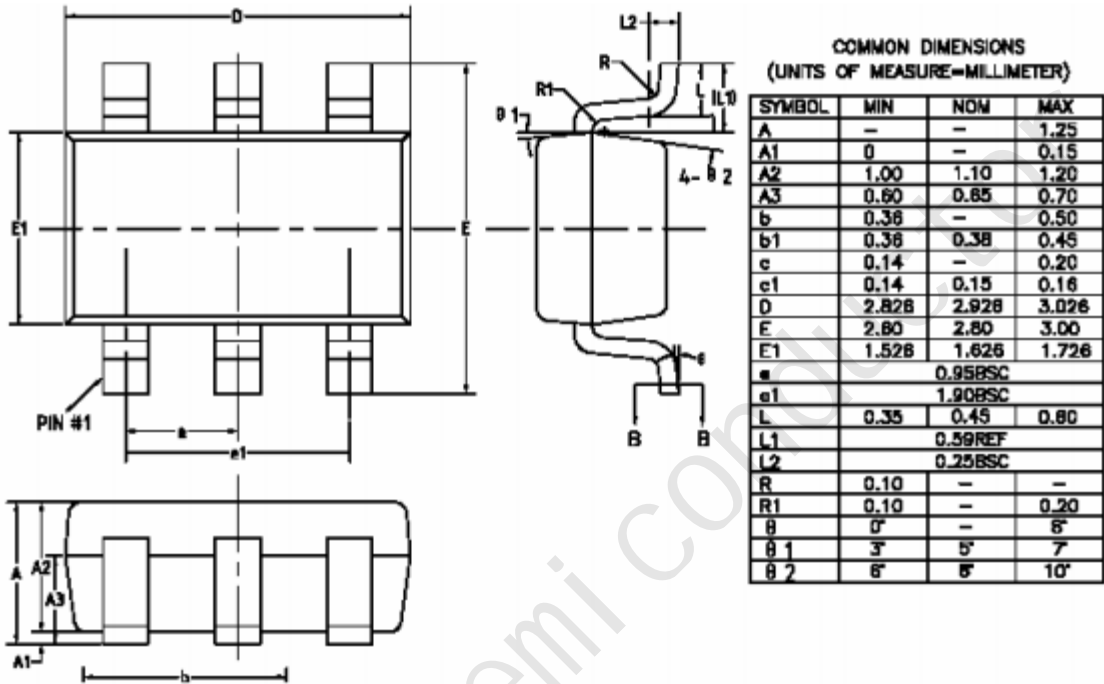 D
L2
R
R1
L
(L1)
θ 1
4- θ 2
E1
E
PIN #1
e
e1
θ
B B
A
A2
A3
A1
b
COMMON DIMENSIONS
(UNITS OF MEASURE=MILLIMETER)
SYMBOL MIN NOM MAX
A - - 1.25
A1 0 - 0.15
A2 1.00 1.10 1.20
A3 0.60 0.65 0.70
b 0.36 - 0.50
b1 0.36 0.38 0.45
c 0.14 - 0.20
c1 0.14 0.15 0.16
D 2.826 2.926 3.026
E 2.60 2.80 3.00
E1 1.526 1.626 1.726
e 0.95BSC
e1 1.90BSC
L 0.35 0.45 0.60
L1 0.59REF
L2 0.25BSC
R 0.10 - -
R1 0.10 - 0.20
θ 0° - 8°
θ 1 3° 5° 7°
θ 2 6° 8° 10°
emi conductor